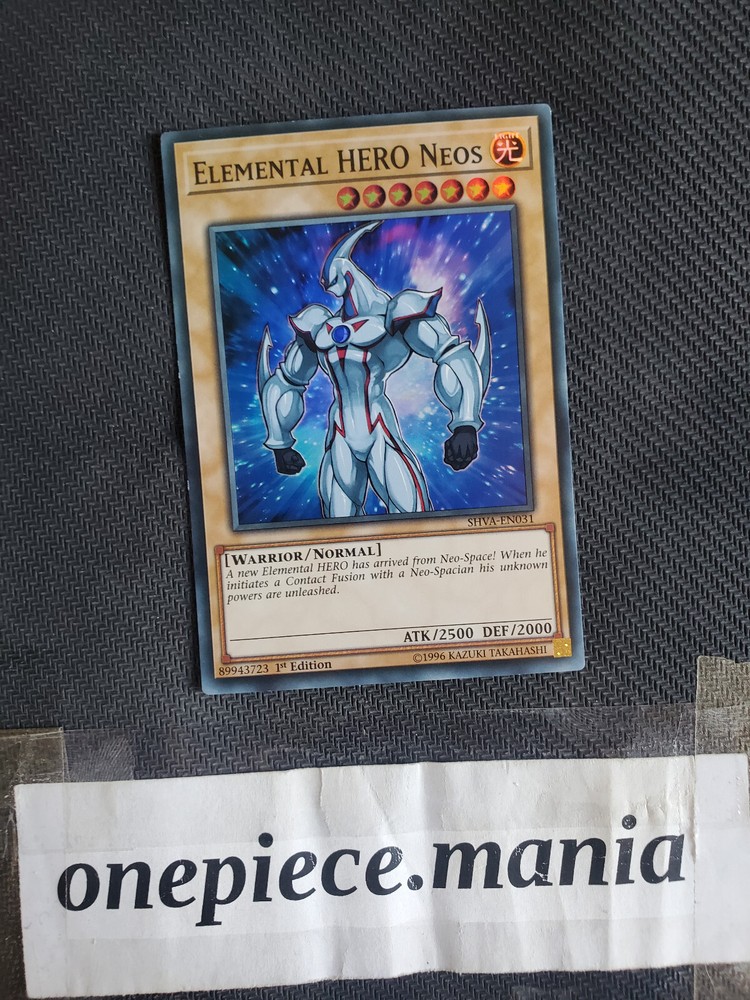 ELEMENTAL HERO NEOS
LIGHT
光
SHVA-EN031
[WARRIOR/NORMAL]
A new Elemental HERO has arrived from Neo-Space! When he
initiates a Contact Fusion with a Neo-Spacian his unknown
powers are unleashed.
ATK/2500 DEF/2000
89943723 1st Edition
©1996 KAZUKI TAKAHASHI
onepiece.mania